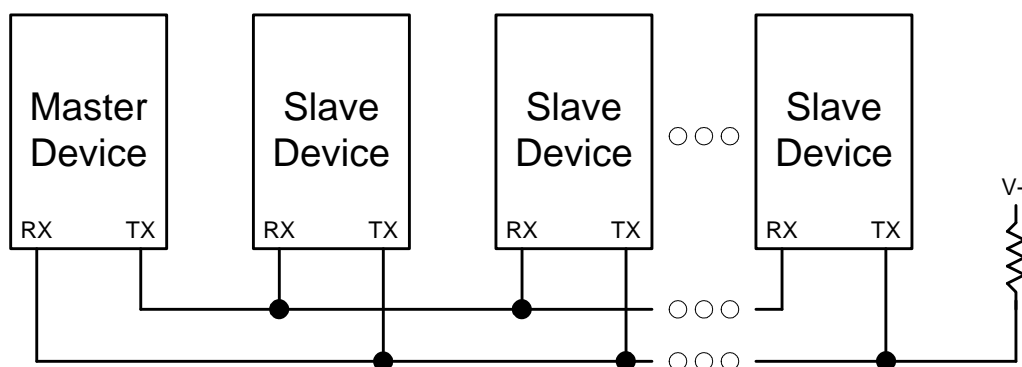 Master
Device
RX TX
Slave
Device
RX TX
Slave
Device
RX TX
Slave
Device
RX TX